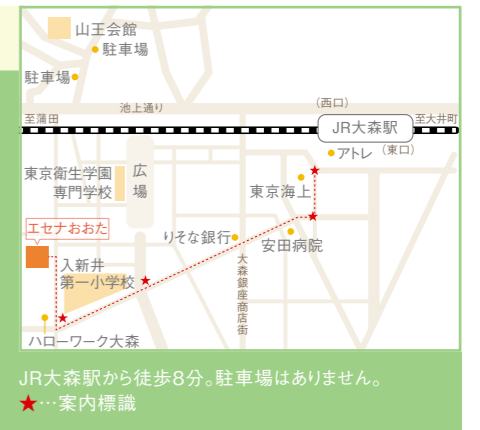 山王会館
駐車場
駐車場
池上通り
(西口)
至蒲田
至大井町
JR大森駅
アトレ
(東口)
東京衛生学園
専門学校
広場
東京海上
エセナおおた
りそな銀行
安田病院
入新井
第一小学校
大森銀座商店街
ハローワーク大森
JR大森駅から徒歩8分。駐車場はありません。
★…案内標識